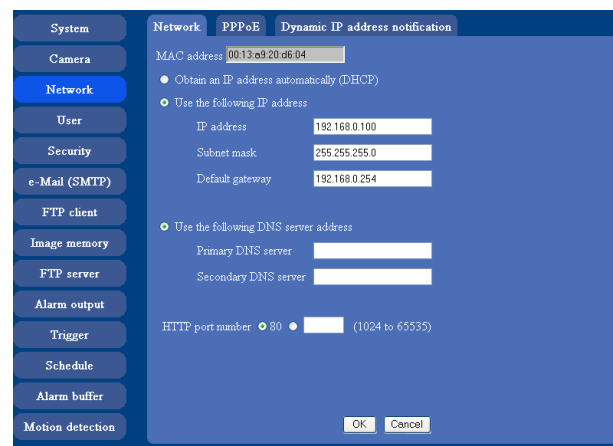 System
Camera
Network
User
Security
e-Mail (SMTP)
FTP client
Image memory
FTP server
Alarm output
Trigger
Schedule
Alarm buffer
Motion detection
Network PPPoE Dynamic IP address notification
MAC address 00:13:a9:20:d6:04
Obtain an IP address automatically (DHCP)
Use the following IP address
IP address 192.168.0.100
Subnet mask 255.255.255.0
Default gateway 192.168.0.254
Use the following DNS server address
Primary DNS server
Secondary DNS server
HTTP port number 80 (1024 to 65535)
OK Cancel